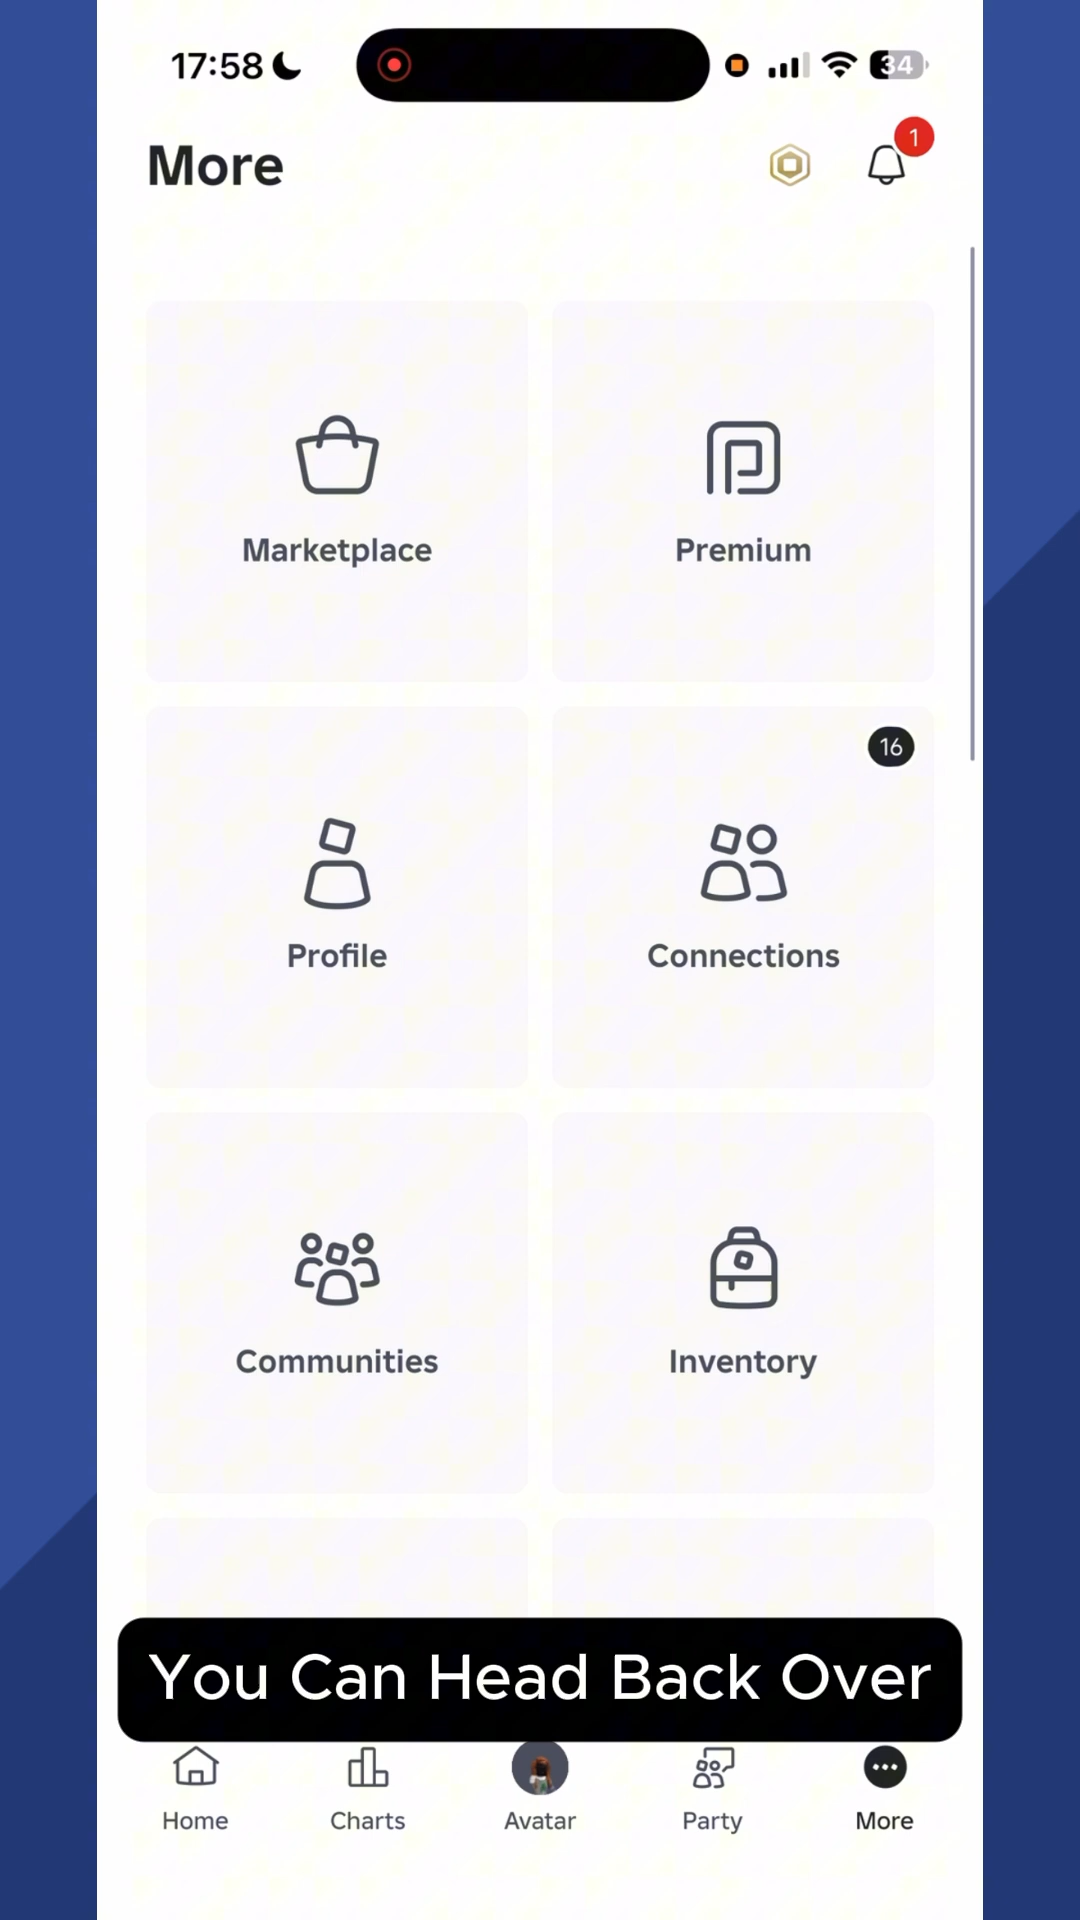 17:58
34
More
1
Marketplace
Premium
16
Profile
Connections
Communities
Inventory
You Can Head Back Over
Home
Charts
Avatar
Party
More